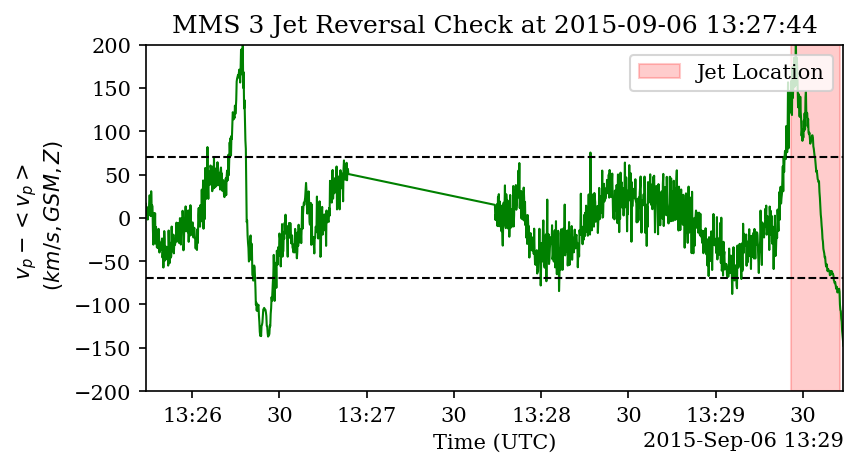 MMS 3 Jet Reversal Check at 2015-09-06 13:27:44
Jet Location
200
150
100
50
0
−50
−100
−150
−200
v_p − < v_p >
(km/s, GSM, Z)
13:26 30 13:27 30 13:28 30 13:29 30
Time (UTC)
2015-Sep-06 13:29